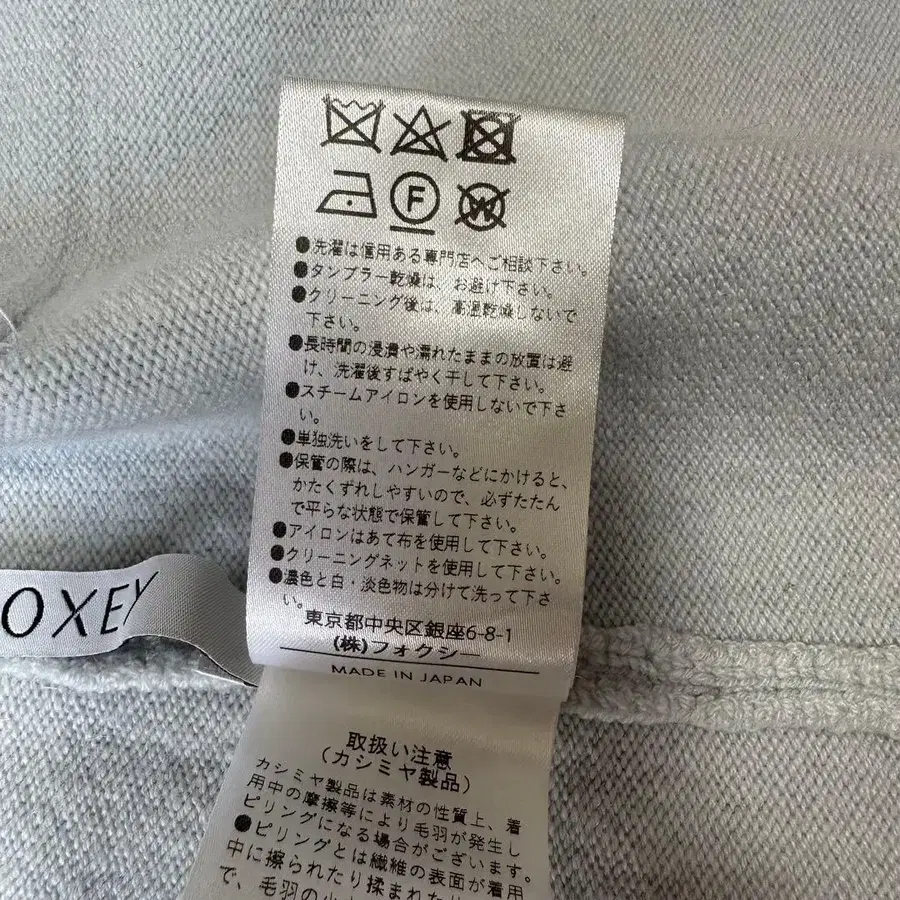 F
W
●洗濯は信用ある専門店へご相談下さい。
●タンブラー乾燥は、お避け下さい。
●クリーニング後は、高温乾燥しないで
下さい。
●長時間の浸漬や濡れたままの放置は避
け、洗濯後すばやく干して下さい。
●スチームアイロンを使用しないで下さ
い。
●単独洗いをして下さい。
●保管の際は、ハンガーなどにかけると、
かたくずれしやすいので、必ずたたん
で平らな状態で保管して下さい。
●アイロンはあて布を使用して下さい。
●クリーニングネットを使用して下さい。
●濃色と白・淡色物は分けて洗って下さ
い。
東京都中央区銀座6-8-1
(株)フォクシー
MADE IN JAPAN
OXEY
取扱い注意
(カシミヤ製品)
カシミヤ製品は素材の性質上、着
用中の摩擦等により毛羽が発生し
ピリングになる場合がございます。
●ピリングとは繊維の表面が着用
中に擦られたり揉まれた
で、毛羽の